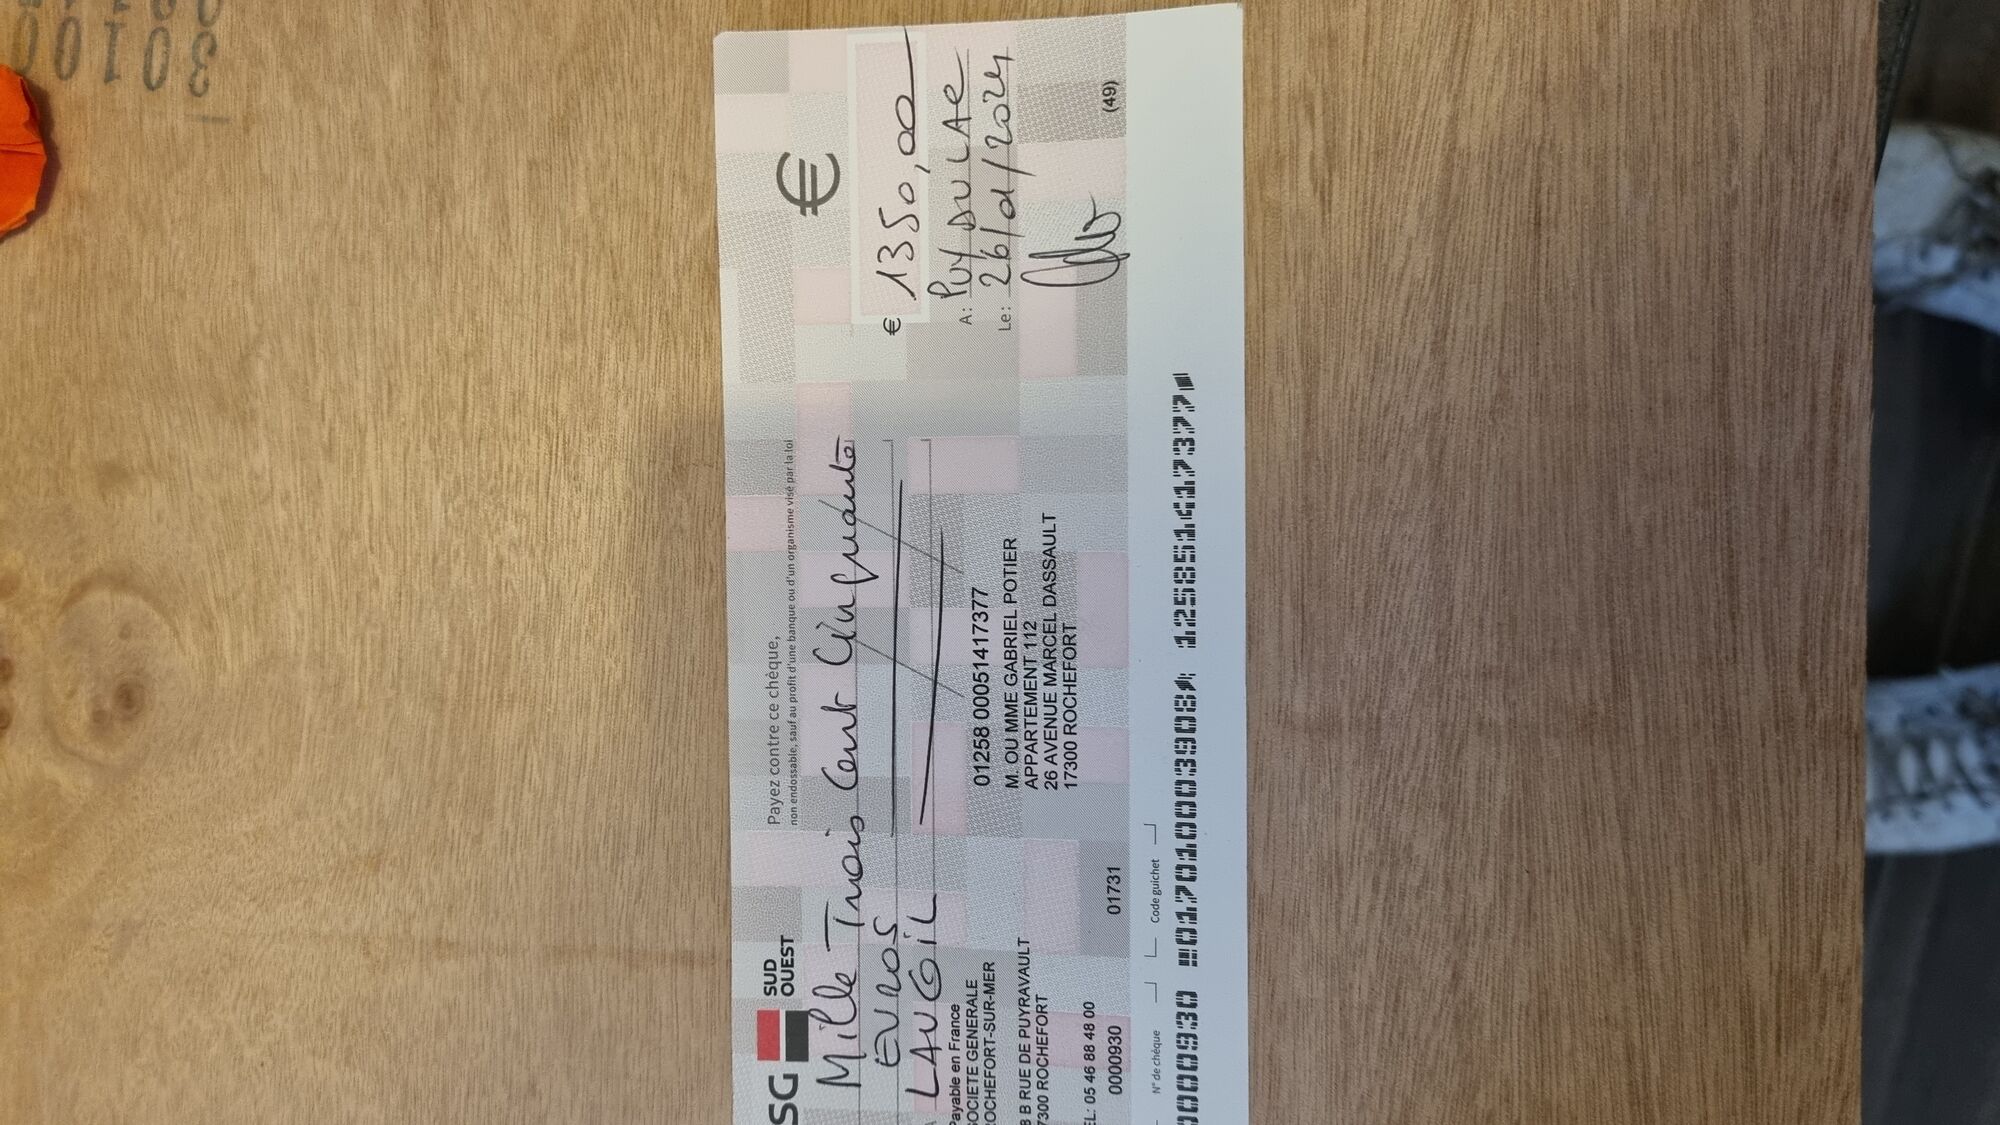 SG SUD
OUEST
Payez contre ce chèque,
non endossable, sauf au profit d'une banque ou d'un organisme visé par la loi
€
Mille Trois Cent Cinquante
EUROS
€ 1350,00
LAUGIL
A: PUY DU LAC
Le: 26/01/2024
Payable en France
SOCIETE GENERALE
ROCHEFORT-SUR-MER
B RUE DE PUYRAVAULT
17300 ROCHEFORT
TEL: 05 46 88 48 00
0000930
01731
01258 00051417377
M. OU MME GABRIEL POTIER
APPARTEMENT 112
26 AVENUE MARCEL DASSAULT
17300 ROCHEFORT
(49)
N° de chèque
Code guichet
0000930 017010003908 125851417377
30100